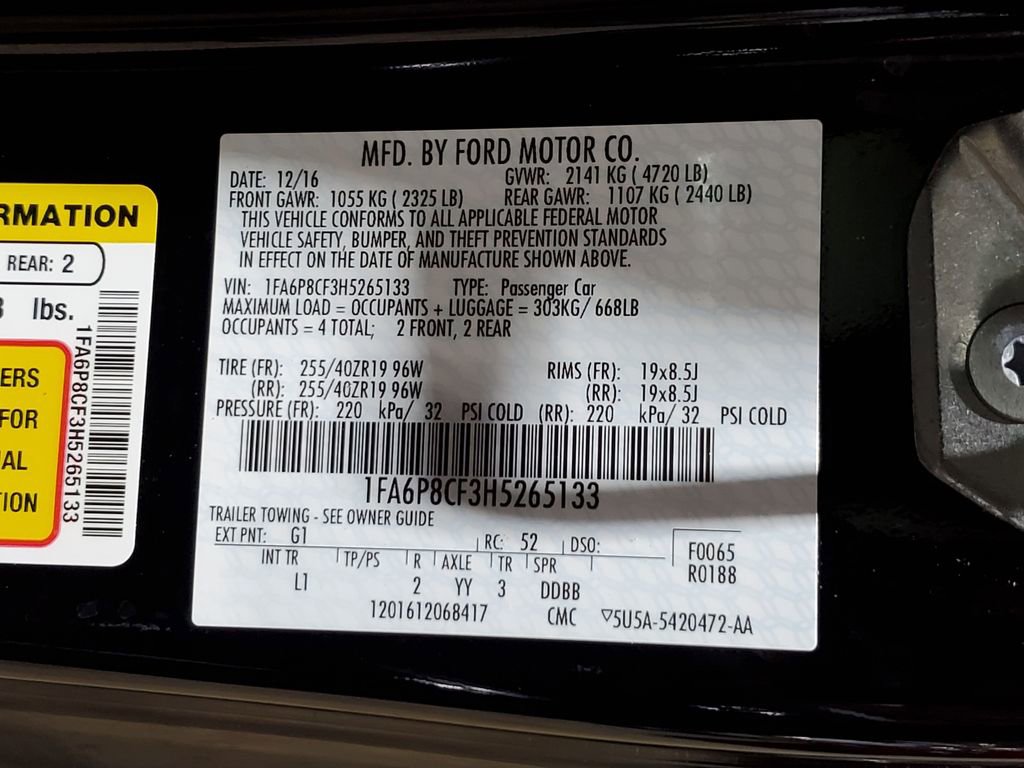 RMATION
REAR: 2
lbs.
ERS
FOR
AL
ION
1FA6P8CF3H5265133
MFD. BY FORD MOTOR CO.
DATE: 12/16 GVWR: 2141 KG ( 4720 LB)
FRONT GAWR: 1055 KG ( 2325 LB) REAR GAWR: 1107 KG ( 2440 LB)
THIS VEHICLE CONFORMS TO ALL APPLICABLE FEDERAL MOTOR
VEHICLE SAFETY, BUMPER, AND THEFT PREVENTION STANDARDS
IN EFFECT ON THE DATE OF MANUFACTURE SHOWN ABOVE.
VIN: 1FA6P8CF3H5265133 TYPE: Passenger Car
MAXIMUM LOAD = OCCUPANTS + LUGGAGE = 303KG/ 668LB
OCCUPANTS = 4 TOTAL; 2 FRONT, 2 REAR
TIRE (FR): 255/40ZR19 96W RIMS (FR): 19x8.5J
(RR): 255/40ZR19 96W (RR): 19x8.5J
PRESSURE (FR): 220 kPa/ 32 PSI COLD (RR): 220 kPa/ 32 PSI COLD
1FA6P8CF3H5265133
TRAILER TOWING - SEE OWNER GUIDE
EXT PNT: G1 RC: 52 DSO:
INT TR TP/PS R AXLE TR SPR
L1 2 YY 3 DDBB
F0065
R0188
1201612068417 CMC ▽5U5A-5420472-AA